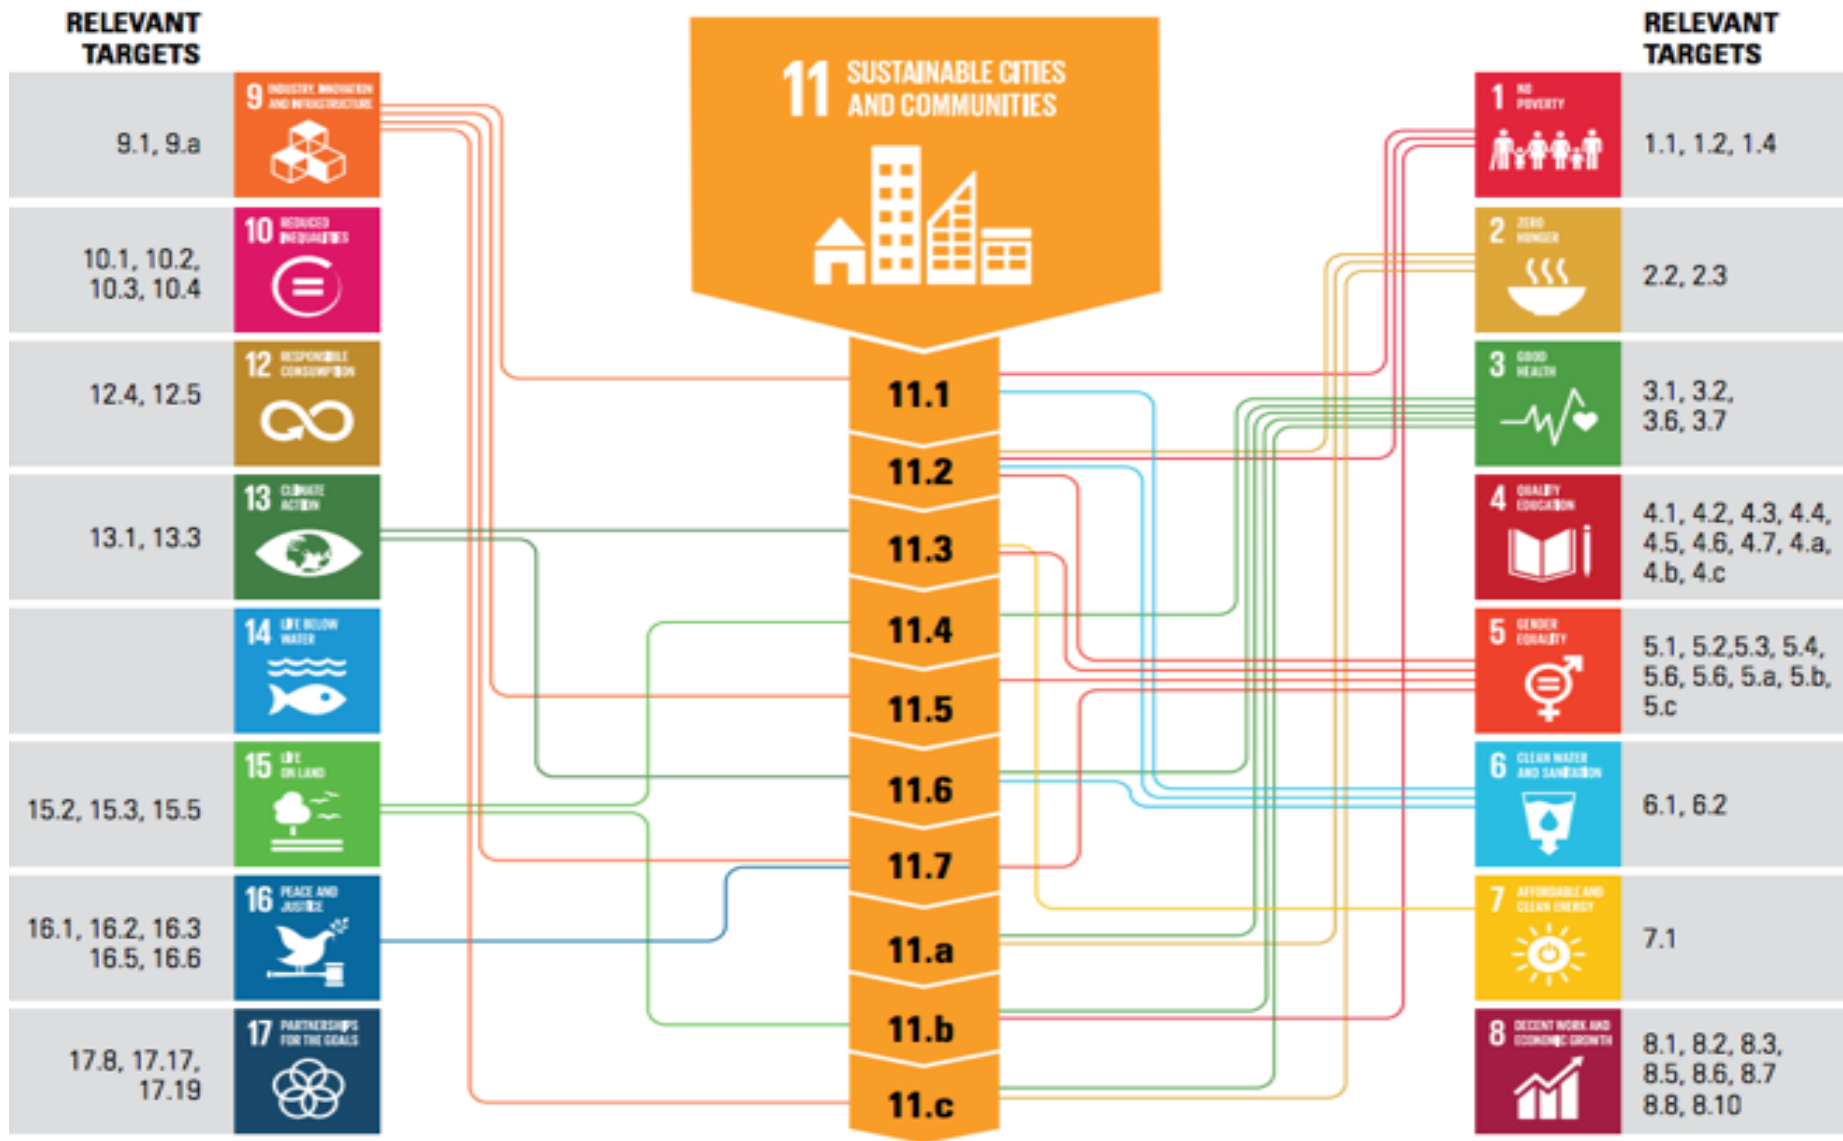 RELEVANT
TARGETS
9 INDUSTRY, INNOVATION
AND INFRASTRUCTURE
9.1, 9.a
10 REDUCED
INEQUALITIES
10.1, 10.2,
10.3, 10.4
12 RESPONSIBLE
CONSUMPTION
12.4, 12.5
13 CLIMATE
ACTION
13.1, 13.3
14 LIFE BELOW
WATER
15 LIFE
ON LAND
15.2, 15.3, 15.5
16 PEACE AND
JUSTICE
16.1, 16.2, 16.3
16.5, 16.6
17 PARTNERSHIPS
FOR THE GOALS
17.8, 17.17,
17.19
11 SUSTAINABLE CITIES
AND COMMUNITIES
11.1
11.2
11.3
11.4
11.5
11.6
11.7
11.a
11.b
11.c
RELEVANT
TARGETS
1 NO
POVERTY
1.1, 1.2, 1.4
2 ZERO
HUNGER
2.2, 2.3
3 GOOD
HEALTH
3.1, 3.2,
3.6, 3.7
4 QUALITY
EDUCATION
4.1, 4.2, 4.3, 4.4,
4.5, 4.6, 4.7, 4.a,
4.b, 4.c
5 GENDER
EQUALITY
5.1, 5.2,5.3, 5.4,
5.6, 5.6, 5.a, 5.b,
5.c
6 CLEAN WATER
AND SANITATION
6.1, 6.2
7 AFFORDABLE AND
CLEAN ENERGY
7.1
8 DECENT WORK AND
ECONOMIC GROWTH
8.1, 8.2, 8.3,
8.5, 8.6, 8.7
8.8, 8.10